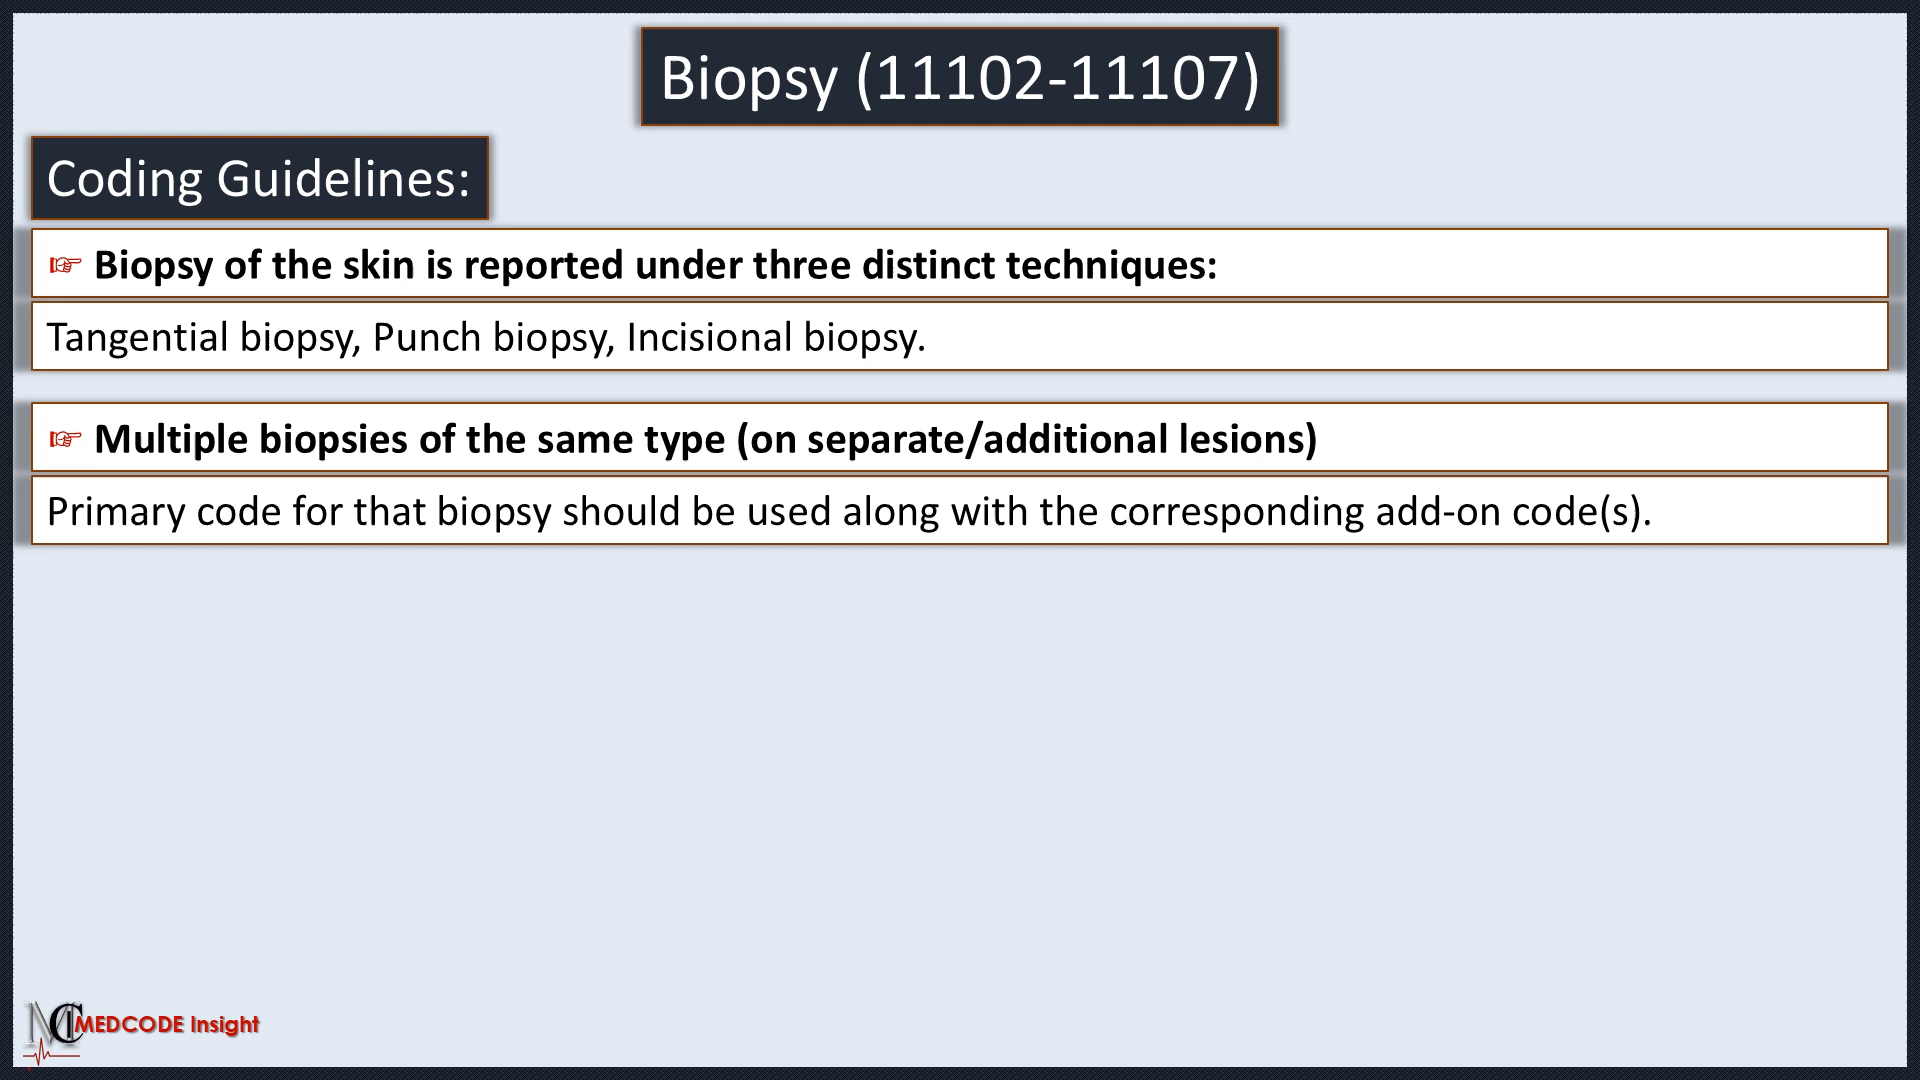 Biopsy (11102-11107)
Coding Guidelines:
☞ Biopsy of the skin is reported under three distinct techniques:
Tangential biopsy, Punch biopsy, Incisional biopsy.
☞ Multiple biopsies of the same type (on separate/additional lesions)
Primary code for that biopsy should be used along with the corresponding add-on code(s).
MC MEDCODE Insight